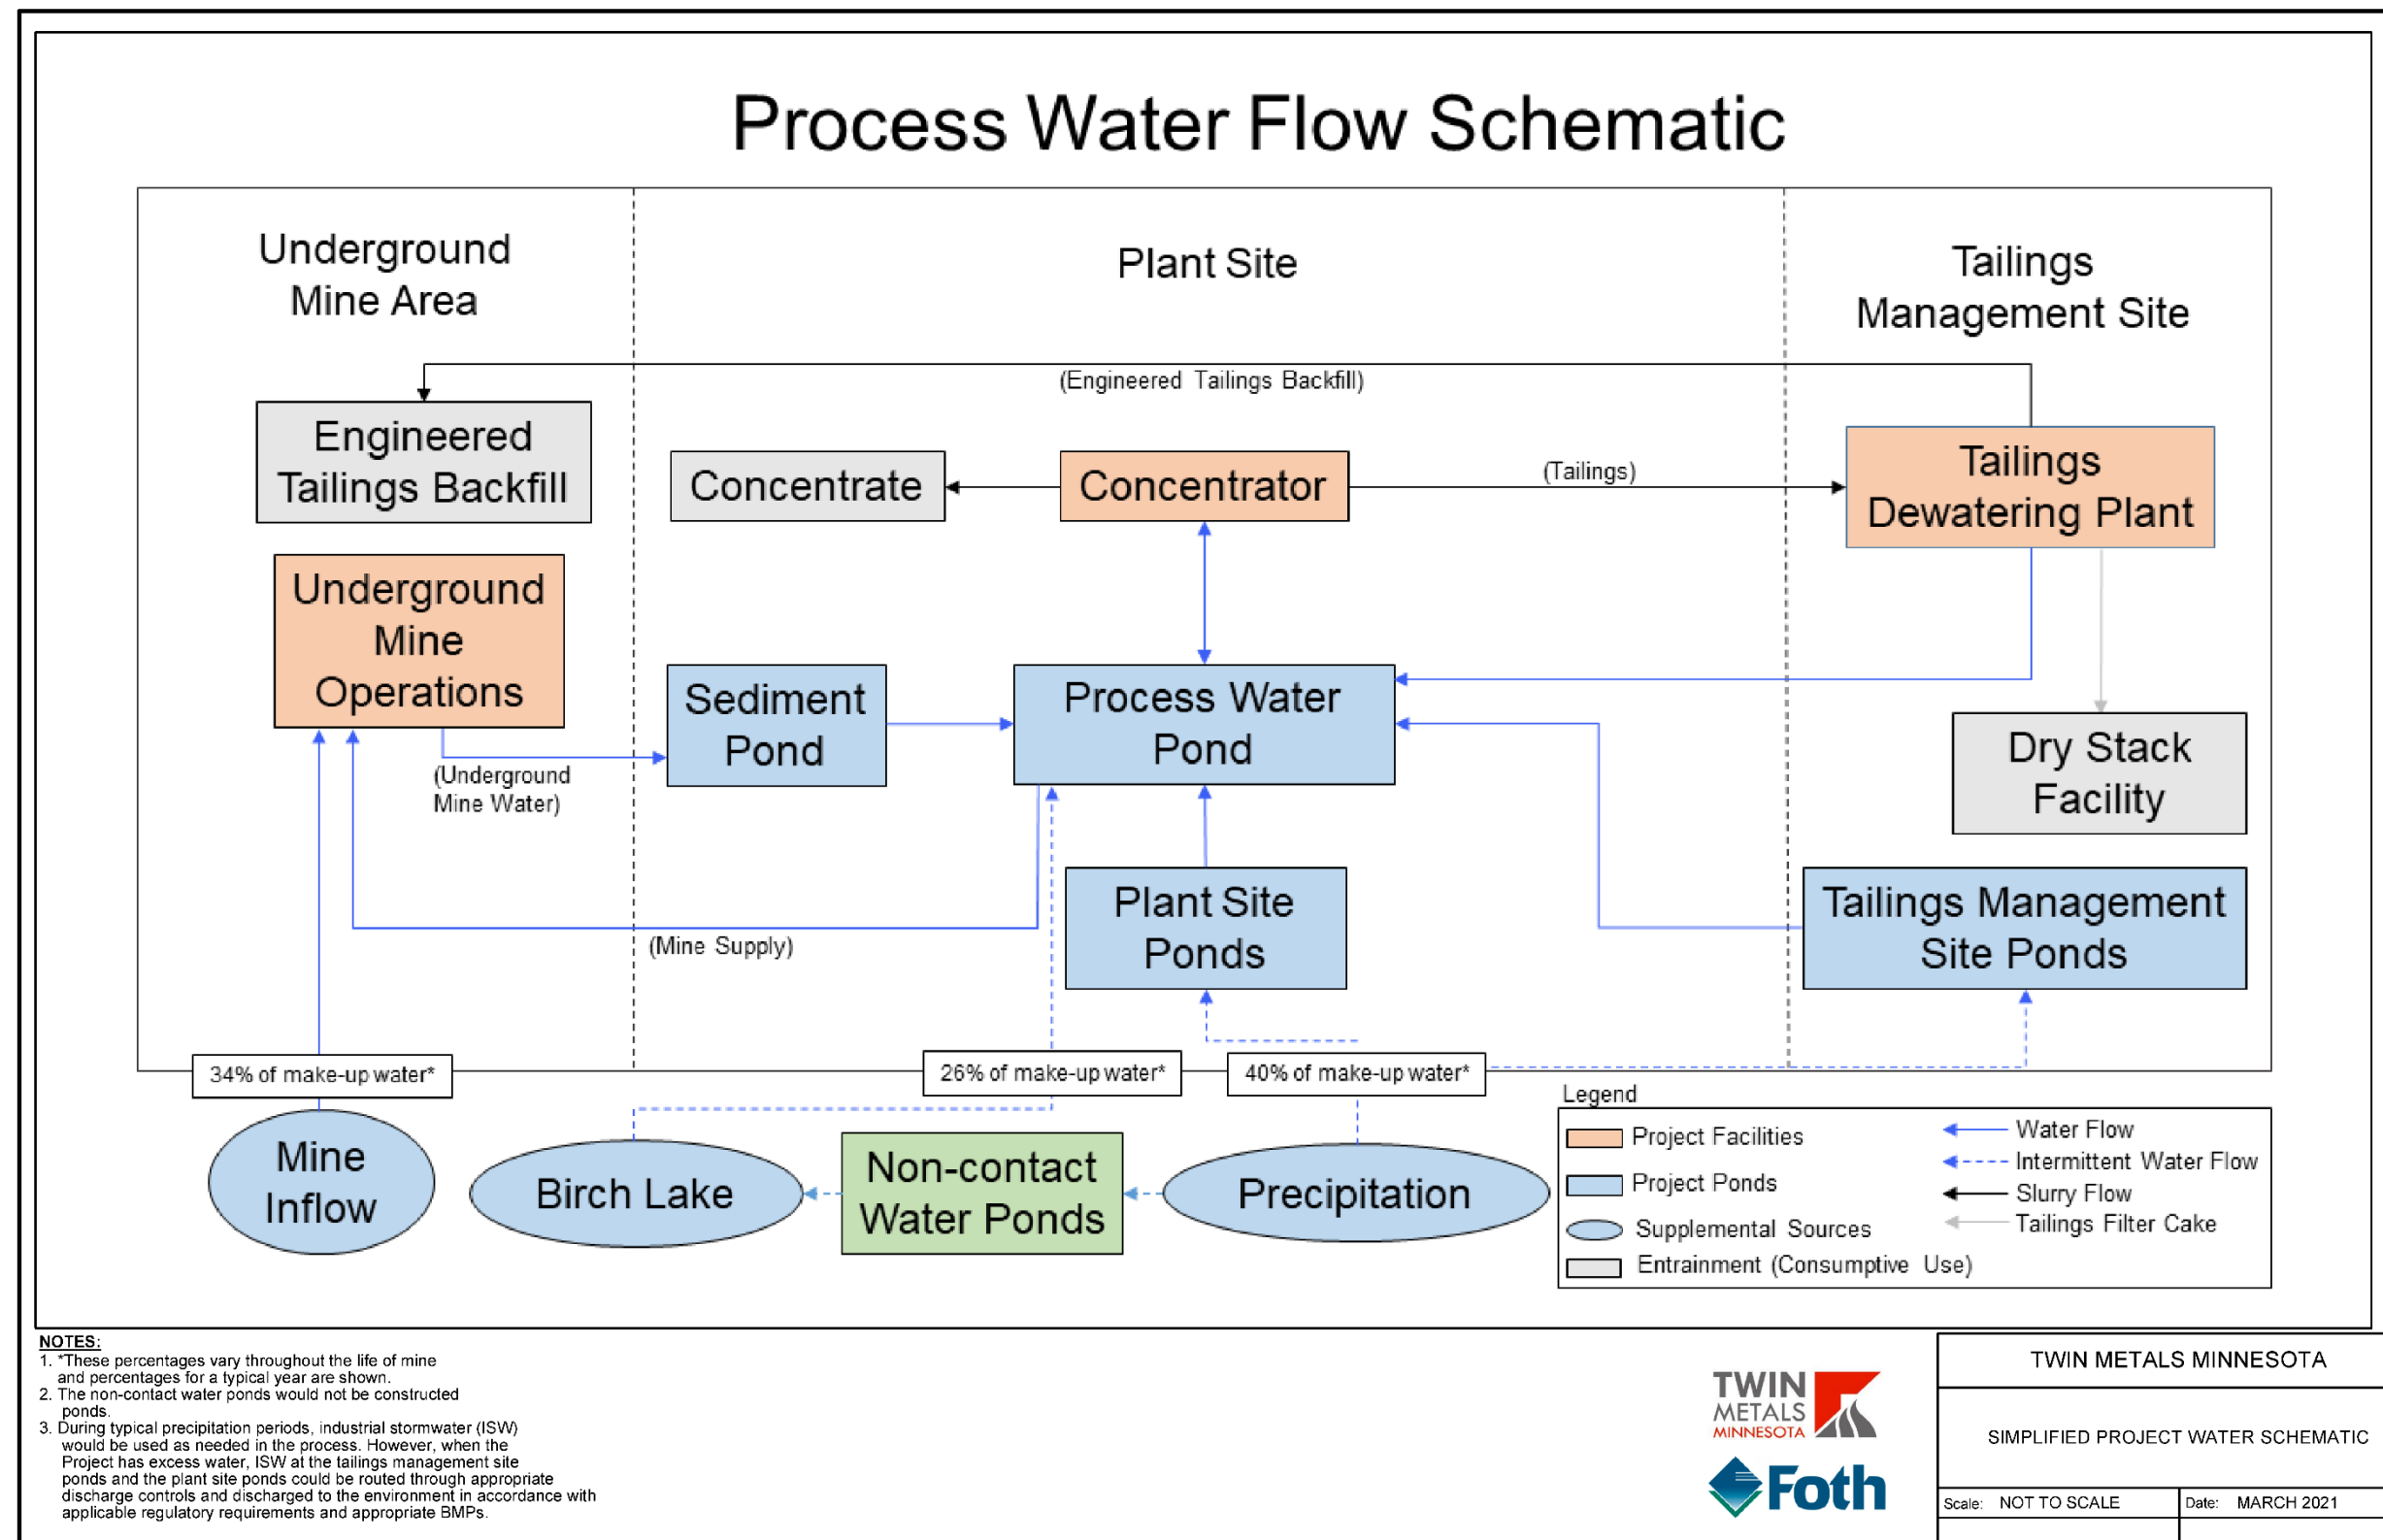 Process Water Flow Schematic
Underground
Mine Area
Plant Site
Tailings
Management Site
(Engineered Tailings Backfill)
Engineered
Tailings Backfill
Concentrate
Concentrator
(Tailings)
Tailings
Dewatering Plant
Underground
Mine
Operations
(Underground
Mine Water)
Sediment
Pond
Process Water
Pond
Dry Stack
Facility
(Mine Supply)
Plant Site
Ponds
Tailings Management
Site Ponds
34% of make-up water*
26% of make-up water*
40% of make-up water*
Mine
Inflow
Birch Lake
Non-contact
Water Ponds
Precipitation
Legend
Project Facilities
Project Ponds
Supplemental Sources
Entrainment (Consumptive Use)
Water Flow
Intermittent Water Flow
Slurry Flow
Tailings Filter Cake
NOTES:
1. *These percentages vary throughout the life of mine
and percentages for a typical year are shown.
2. The non-contact water ponds would not be constructed
ponds.
3. During typical precipitation periods, industrial stormwater (ISW)
would be used as needed in the process. However, when the
Project has excess water, ISW at the tailings management site
ponds and the plant site ponds could be routed through appropriate
discharge controls and discharged to the environment in accordance with
applicable regulatory requirements and appropriate BMPs.
TWIN
METALS
MINNESOTA
Foth
TWIN METALS MINNESOTA
SIMPLIFIED PROJECT WATER SCHEMATIC
Scale: NOT TO SCALE
Date: MARCH 2021